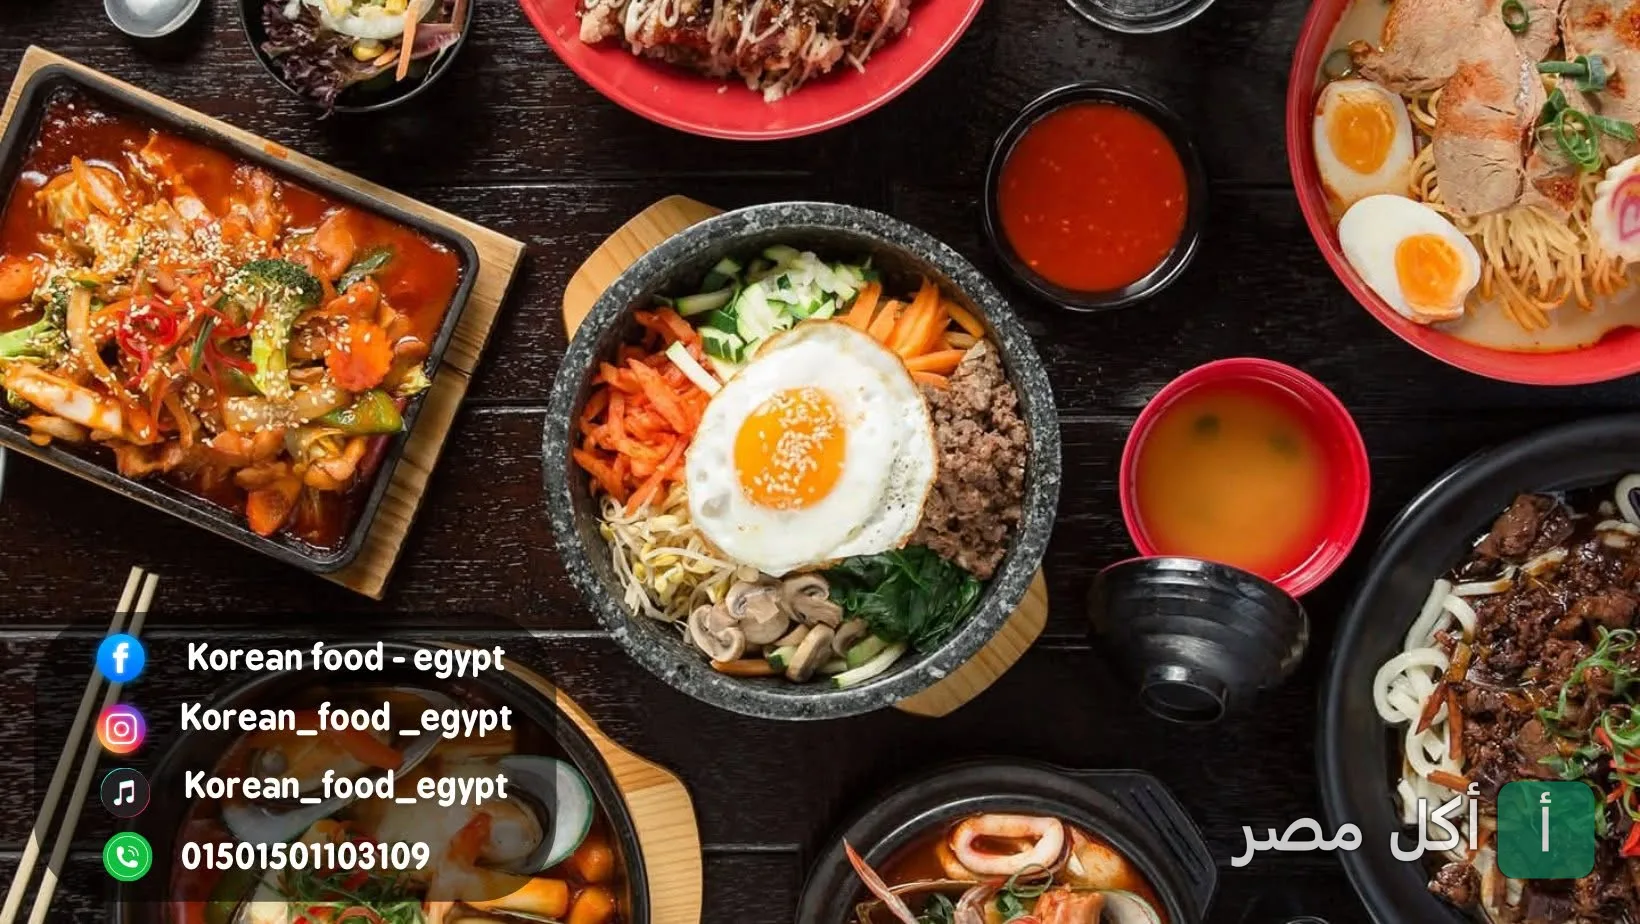 Korean food - egypt
Korean_food _egypt
Korean_food_egypt
01501501103109
أكل مصر
أ